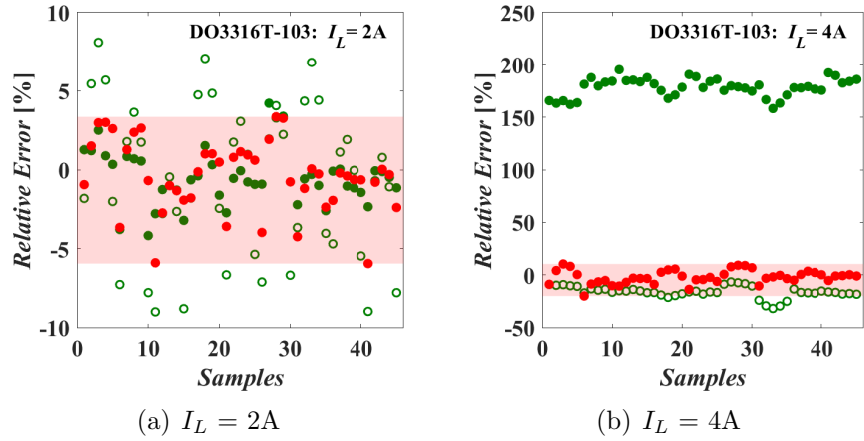 DO3316T-103: I_L = 2A
10
5
0
-5
-10
Relative Error [%]
0 10 20 30 40
Samples
(a) I_L = 2A
DO3316T-103: I_L = 4A
250
200
150
100
50
0
-50
Relative Error [%]
0 10 20 30 40
Samples
(b) I_L = 4A